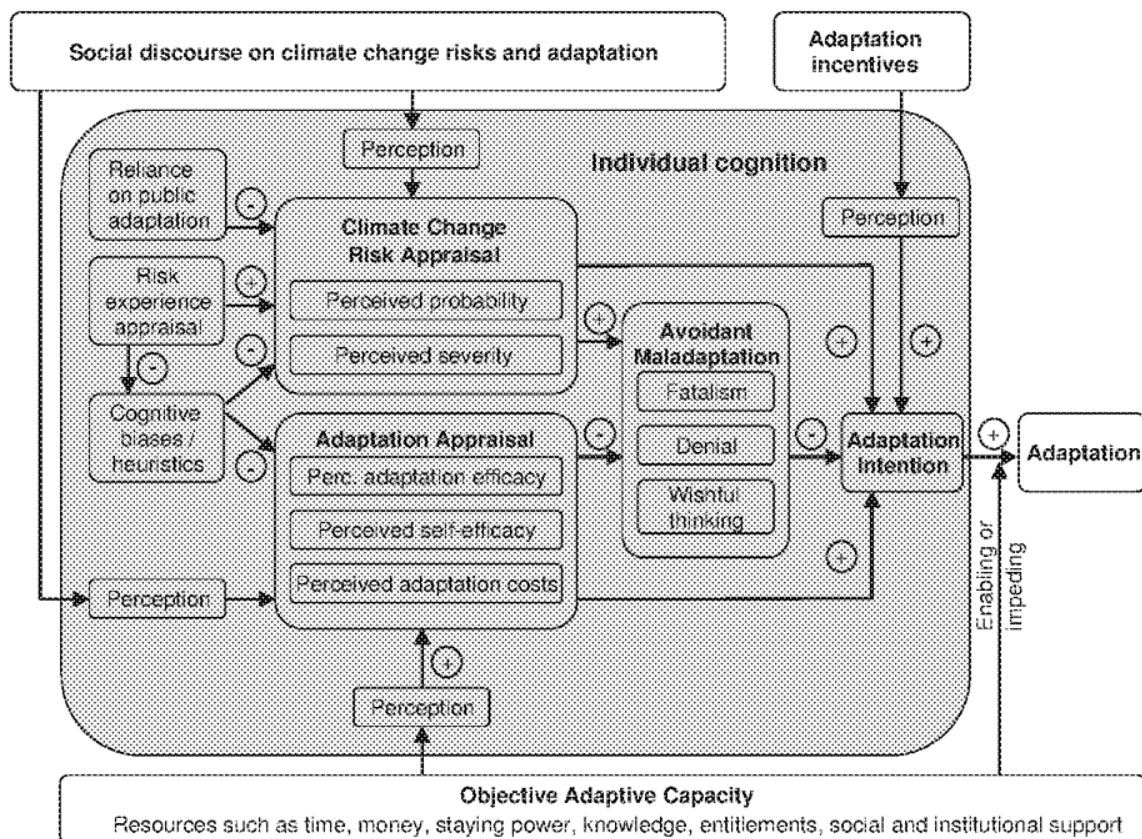 Social discourse on climate change risks and adaptation
Adaptation
incentives
Perception
Individual cognition
Reliance
on public
adaptation
-
Climate Change
Risk Appraisal
Perception
Risk
experience
appraisal
+
Perceived probability
+
Avoidant
Maladaptation
-
Perceived severity
+
+
-
Fatalism
Cognitive
biases /
heuristics
-
Adaptation Appraisal
-
Denial
-
Adaptation
Intention
+
Adaptation
Perc. adaptation efficacy
Wishful
thinking
Perceived self-efficacy
+
Enabling or
impeding
Perception
Perceived adaptation costs
+
Perception
Objective Adaptive Capacity
Resources such as time, money, staying power, knowledge, entitlements, social and institutional support